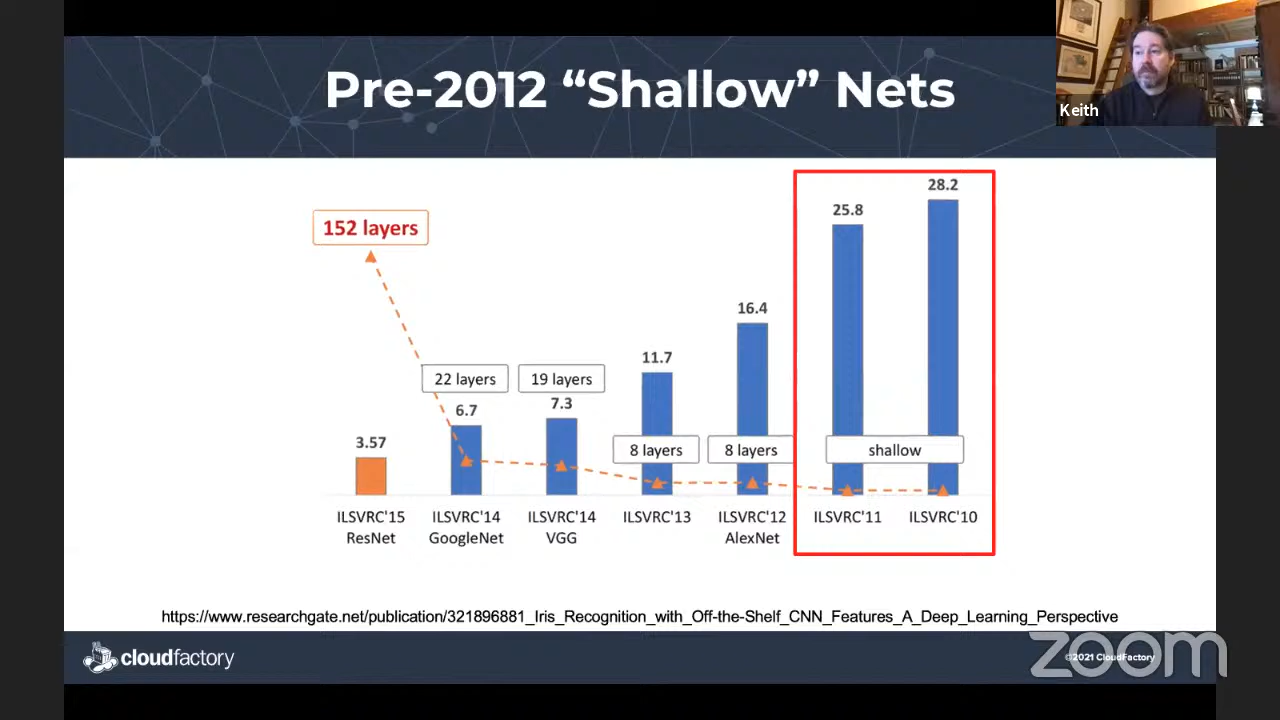 Pre-2012 “Shallow” Nets
Keith
152 layers
28.2
25.8
16.4
11.7
22 layers
19 layers
6.7
7.3
3.57
8 layers
8 layers
shallow
ILSVRC'15
ResNet
ILSVRC'14
GoogleNet
ILSVRC'14
VGG
ILSVRC'13
ILSVRC'12
AlexNet
ILSVRC'11
ILSVRC'10
https://www.researchgate.net/publication/321896881_Iris_Recognition_with_Off-the-Shelf_CNN_Features_A_Deep_Learning_Perspective
cloudfactory
©2021 CloudFactory
zoom